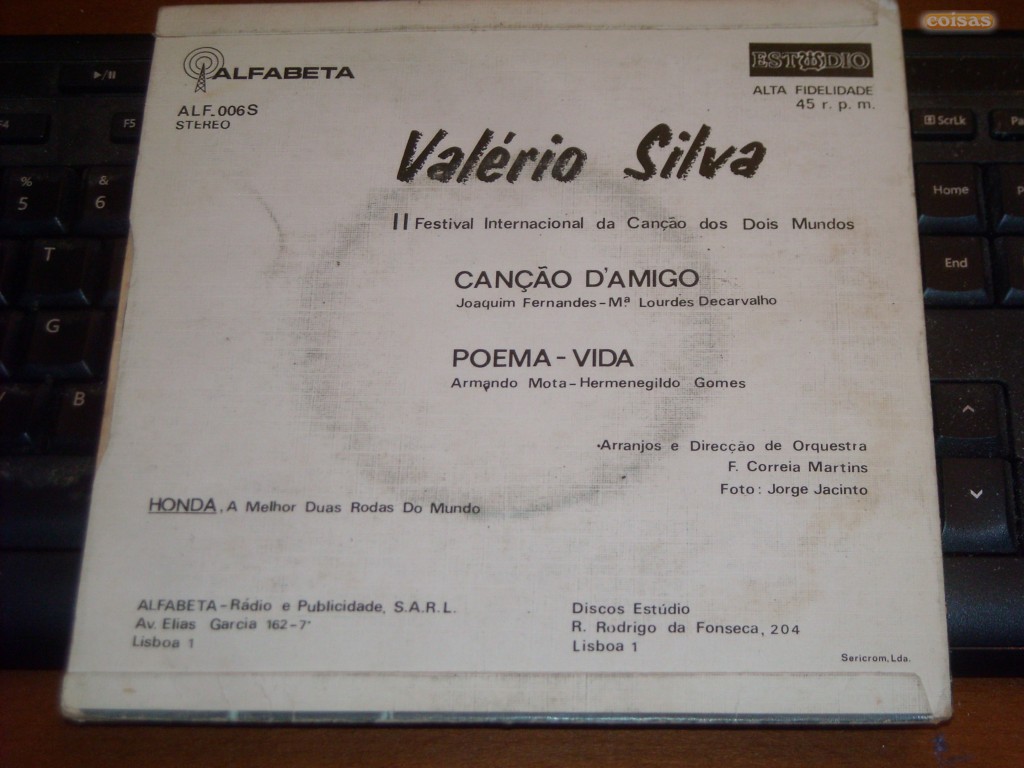 coisas
ALFABETA
ESTÚDIO
ALF.006S
STEREO
ALTA FIDELIDADE
45 r. p. m.
Valério Silva
II Festival Internacional da Canção dos Dois Mundos
CANÇÃO D'AMIGO
Joaquim Fernandes-Mª Lourdes Decarvalho
POEMA-VIDA
Armando Mota-Hermenegildo Gomes
Arranjos e Direcção de Orquestra
F. Correia Martins
Foto: Jorge Jacinto
HONDA, A Melhor Duas Rodas Do Mundo
ALFABETA-Rádio e Publicidade, S.A.R.L.
Av. Elias Garcia 162-7°
Lisboa 1
Discos Estúdio
R. Rodrigo da Fonseca, 204
Lisboa 1
Sericrom, Lda.
F5
ScrLk
%
5
&
6
Home
T
End
G
B